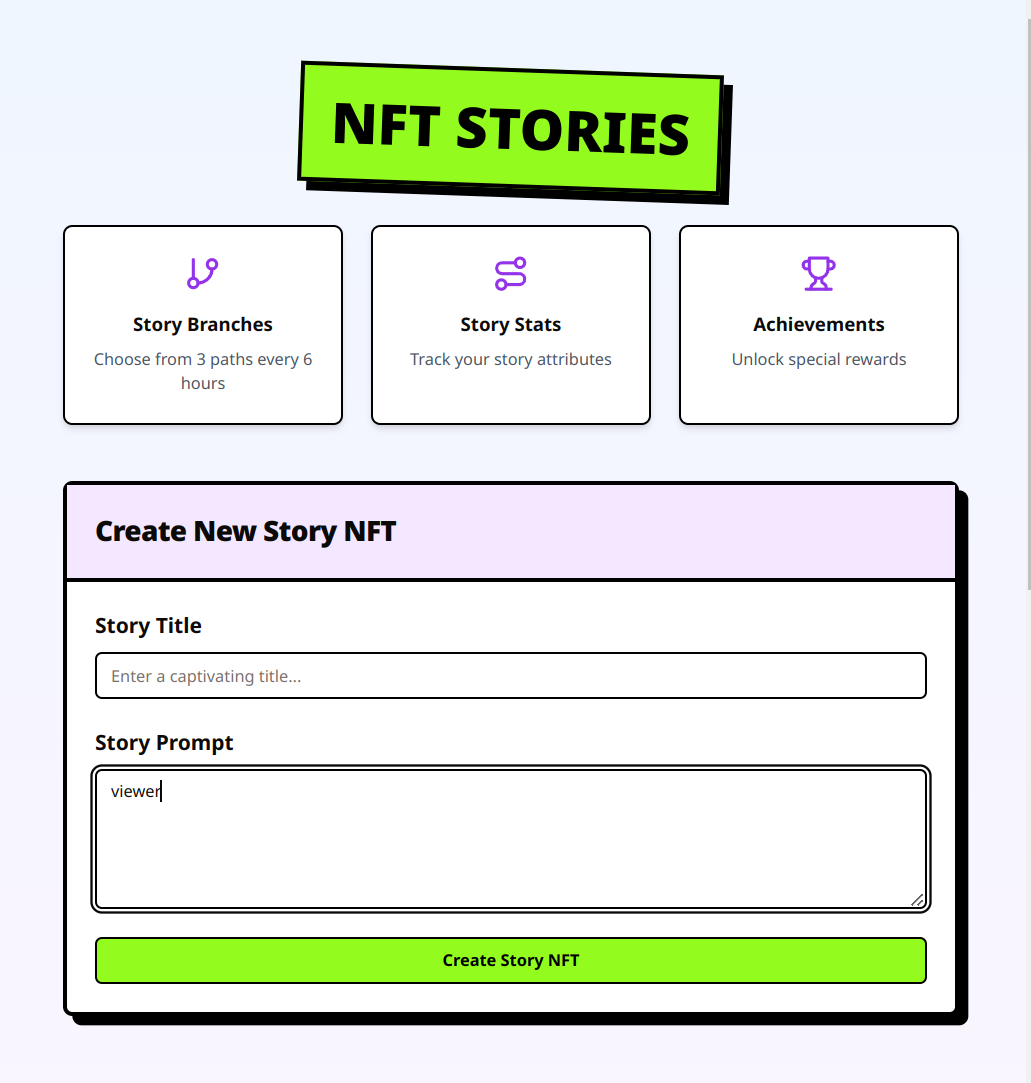 NFT STORIES
Story Branches
Choose from 3 paths every 6
hours
Story Stats
Track your story attributes
Achievements
Unlock special rewards
Create New Story NFT
Story Title
Enter a captivating title...
Story Prompt
viewer
Create Story NFT